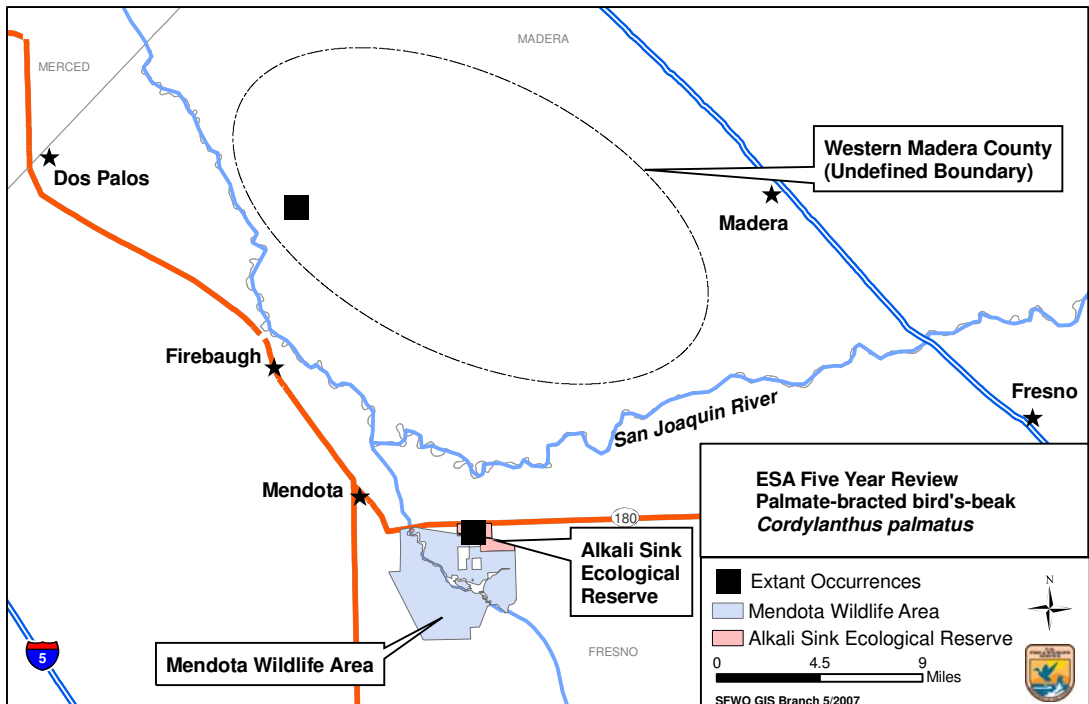 MADERA
MERCED
Western Madera County
(Undefined Boundary)
Dos Palos
Madera
Firebaugh
Fresno
San Joaquin River
Mendota
180
ESA Five Year Review
Palmate-bracted bird's-beak
Cordylanthus palmatus
Alkali Sink
Ecological
Reserve
Extant Occurrences
N
Mendota Wildlife Area
Alkali Sink Ecological Reserve
FRESNO
5
Mendota Wildlife Area
0 4.5 9
Miles
SFWO GIS Branch 5/2007